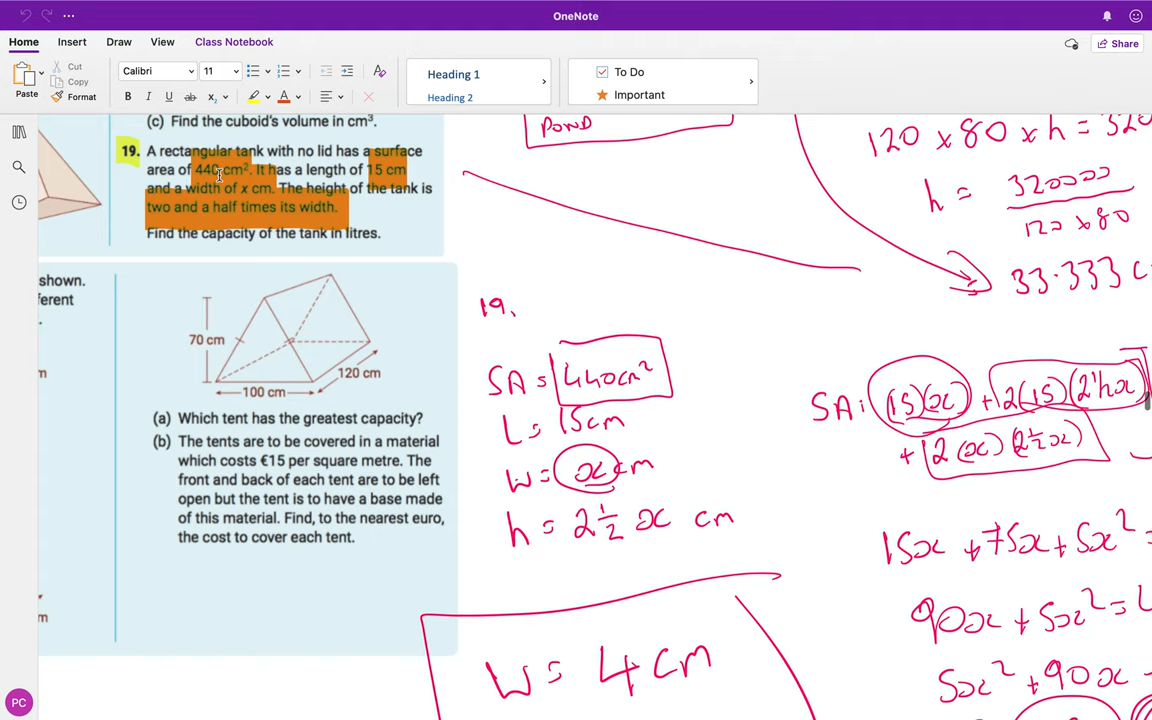 OneNote
Home Insert Draw View Class Notebook
Share
Paste
Cut
Copy
Format
Calibri 11
B I U ab x₂ A
Heading 1
Heading 2
To Do
Important
(c) Find the cuboid's volume in cm³.
19. A rectangular tank with no lid has a surface
area of 440 cm². It has a length of 15 cm
and a width of x cm. The height of the tank is
two and a half times its width.
Find the capacity of the tank in litres.
shown.
ferent
m
m
70 cm
100 cm
120 cm
(a) Which tent has the greatest capacity?
(b) The tents are to be covered in a material
which costs €15 per square metre. The
front and back of each tent are to be left
open but the tent is to have a base made
of this material. Find, to the nearest euro,
the cost to cover each tent.
POND
120 x 80 x h = 320
h = 320000
120 x 80
33.333 c
19.
SA = 440cm²
L = 15cm
W = x cm
h = 2½ x cm
W = 4cm
SA: (15)(x) + 2(15)(2½x)
+ 2(x)(2½x)
15x + 75x + 5x² =
90x + 5x² =
5x² + 90x
PC